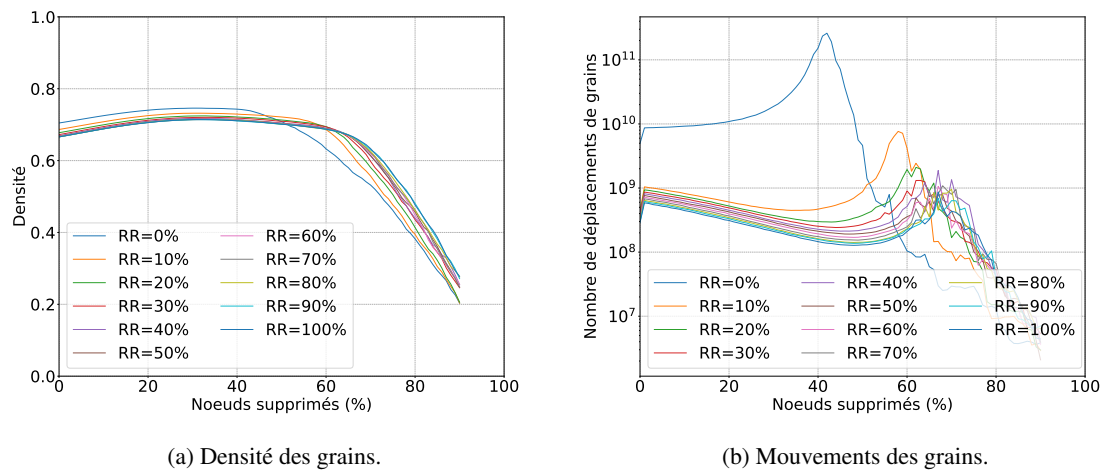 1.0
0.8
0.6
0.4
0.2
0.0
Densité
RR=0%
RR=10%
RR=20%
RR=30%
RR=40%
RR=50%
RR=60%
RR=70%
RR=80%
RR=90%
RR=100%
0 20 40 60 80 100
Noeuds supprimés (%)
(a) Densité des grains.
10^11
10^10
10^9
10^8
10^7
Nombre de déplacements de grains
RR=0%
RR=10%
RR=20%
RR=30%
RR=40%
RR=50%
RR=60%
RR=70%
RR=80%
RR=90%
RR=100%
0 20 40 60 80 100
Noeuds supprimés (%)
(b) Mouvements des grains.